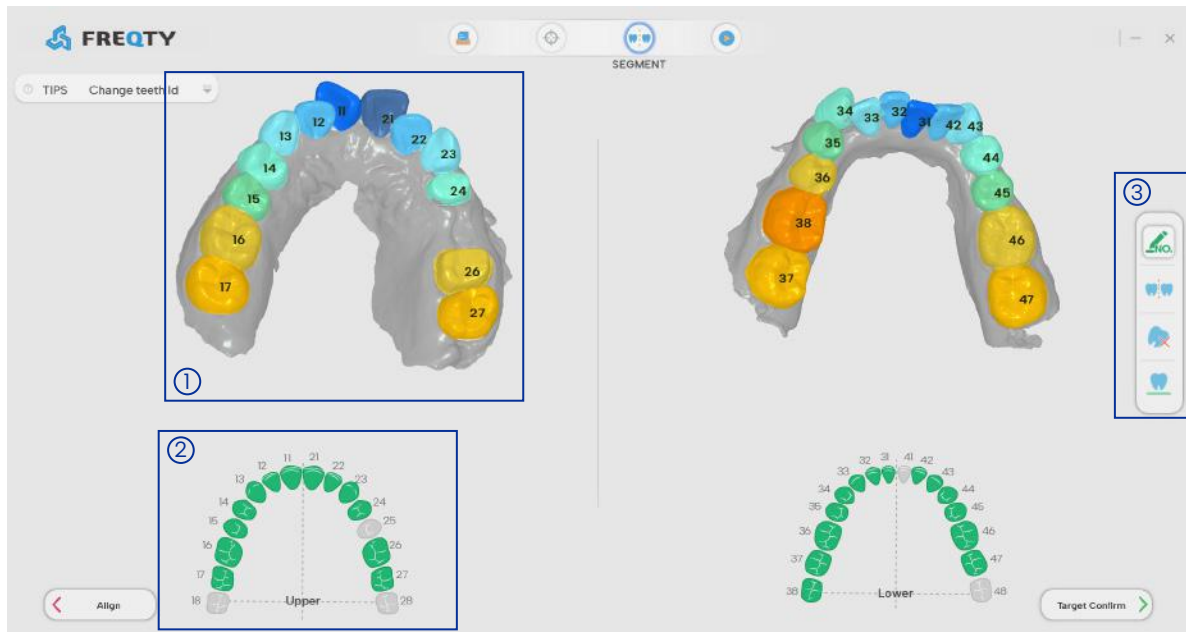 FREQTY
SEGMENT
TIPS Change teeth id
①
11 21
12 22
13 23
14 24
15
16 26
17 27
34 33 32 31 42 43
35 44
36 45
38 46
37 47
③
NO.
②
11 21
12 22
13 23
14 24
15 25
16 26
17 27
18 Upper 28
32 31 41 42
33 43
34 44
35 45
36 46
37 47
38 Lower 48
Align
Target Confirm